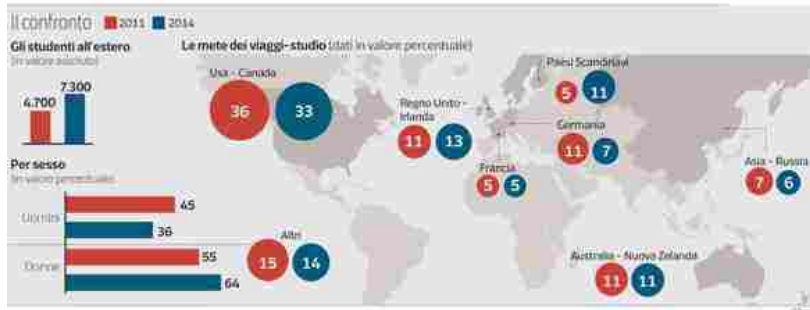 Il confronto 2011 2014
Gli studenti all'estero
(in valore assoluto)
4.700
7.300
Per sesso
(in valore percentuale)
Uomini
45
36
Donne
55
64
Le mete dei viaggi-studio (dati in valore percentuale)
Usa - Canada
36 33
Regno Unito -
Irlanda
11 13
Paesi Scandinavi
5 11
Germania
11 7
Francia
5 5
Asia - Russia
7 6
Altri
15 14
Australia - Nuova Zelanda
11 11